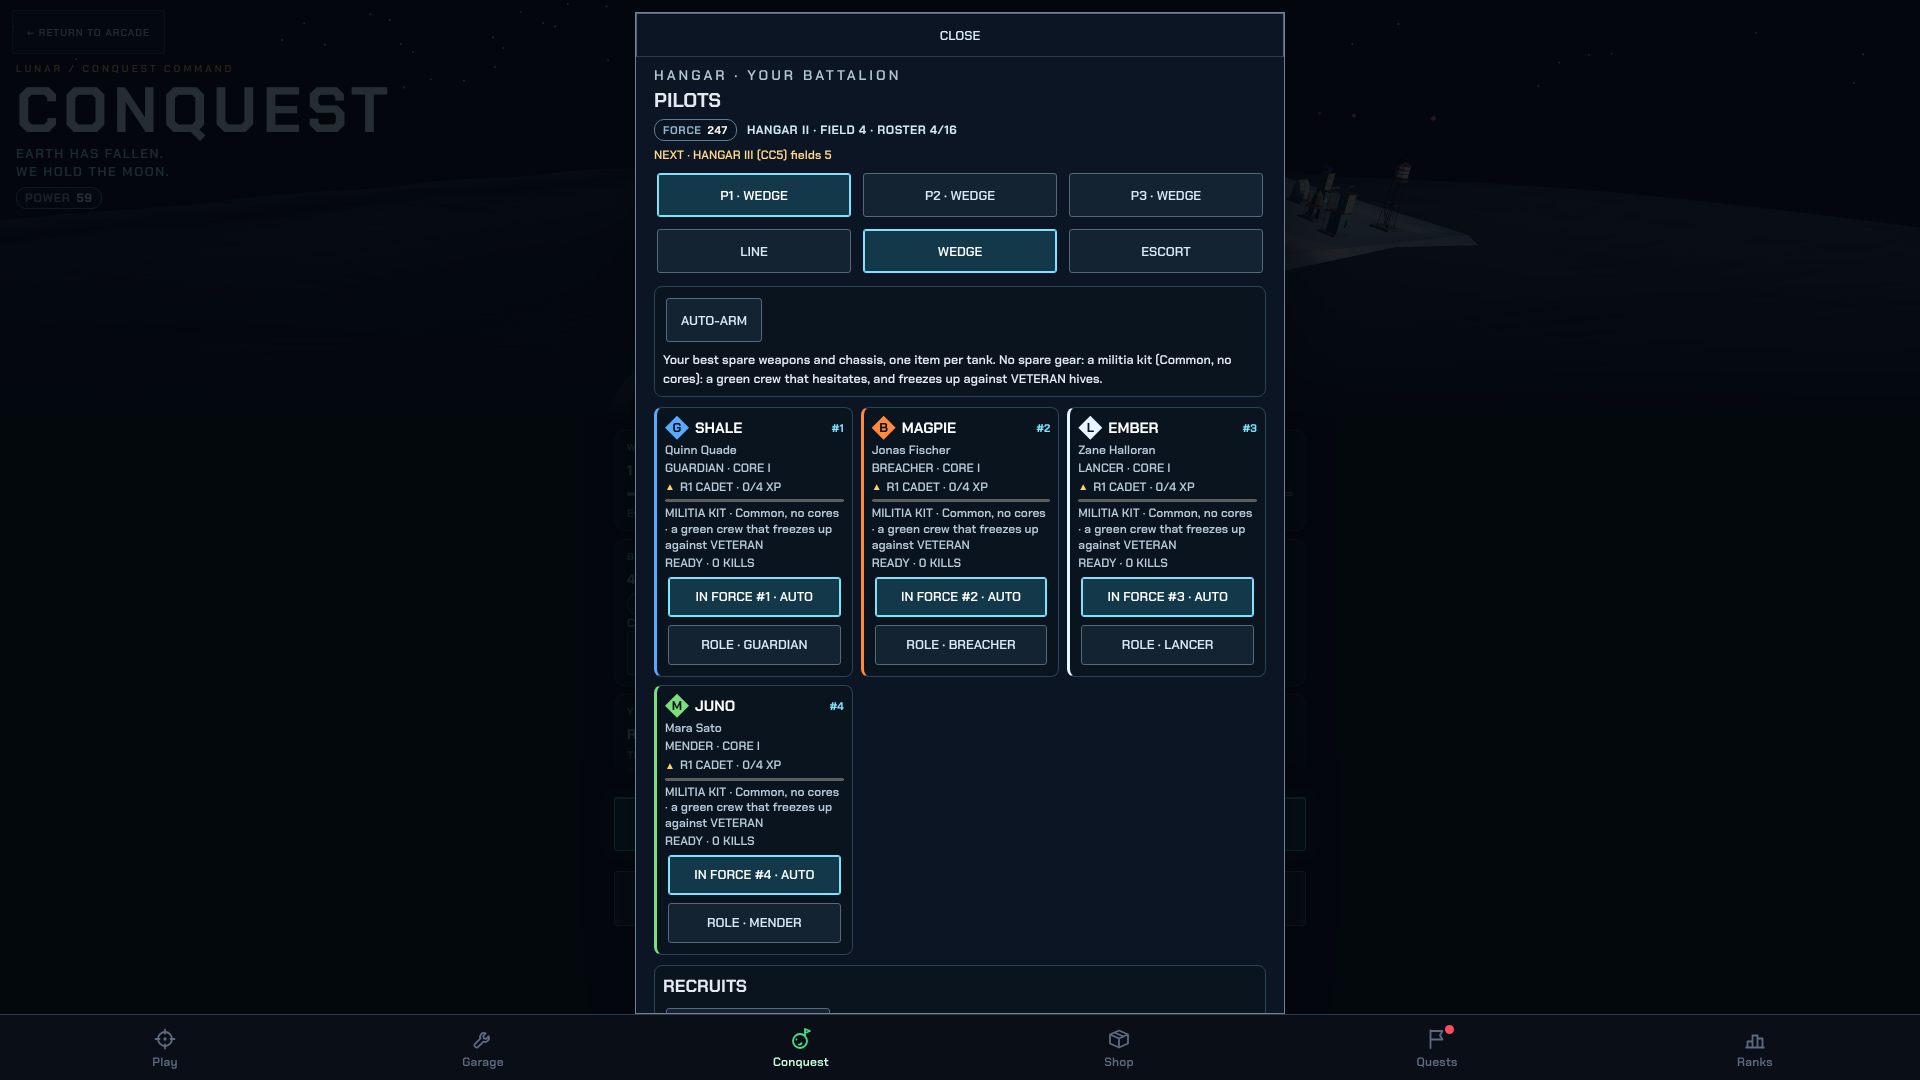 ← RETURN TO ARCADE
LUNAR / CONQUEST COMMAND
CONQUEST
EARTH HAS FALLEN.
WE HOLD THE MOON.
POWER 59
CLOSE
HANGAR · YOUR BATTALION
PILOTS
FORCE 247 HANGAR II · FIELD 4 · ROSTER 4/16
NEXT · HANGAR III (CC5) fields 5
P1 · WEDGE P2 · WEDGE P3 · WEDGE
LINE WEDGE ESCORT
AUTO-ARM
Your best spare weapons and chassis, one item per tank. No spare gear: a militia kit (Common, no
cores): a green crew that hesitates, and freezes up against VETERAN hives.
G SHALE #1
Quinn Quade
GUARDIAN · CORE I
▲ R1 CADET · 0/4 XP
MILITIA KIT · Common, no cores
· a green crew that freezes up
against VETERAN
READY · 0 KILLS
IN FORCE #1 · AUTO
ROLE · GUARDIAN
B MAGPIE #2
Jonas Fischer
BREACHER · CORE I
▲ R1 CADET · 0/4 XP
MILITIA KIT · Common, no cores
· a green crew that freezes up
against VETERAN
READY · 0 KILLS
IN FORCE #2 · AUTO
ROLE · BREACHER
L EMBER #3
Zane Halloran
LANCER · CORE I
▲ R1 CADET · 0/4 XP
MILITIA KIT · Common, no cores
· a green crew that freezes up
against VETERAN
READY · 0 KILLS
IN FORCE #3 · AUTO
ROLE · LANCER
M JUNO #4
Mara Sato
MENDER · CORE I
▲ R1 CADET · 0/4 XP
MILITIA KIT · Common, no cores
· a green crew that freezes up
against VETERAN
READY · 0 KILLS
IN FORCE #4 · AUTO
ROLE · MENDER
RECRUITS
Play Garage Conquest Shop Quests Ranks